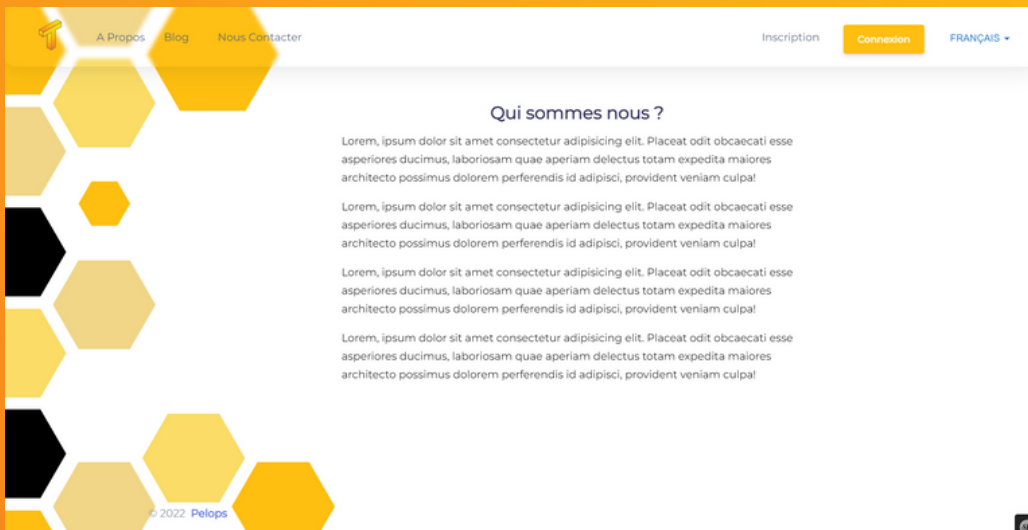 A Propos Blog Nous Contacter Inscription Connexion FRANÇAIS
Qui sommes nous ?
Lorem, ipsum dolor sit amet consectetur adipisicing elit. Placeat odit obcaecati esse
asperiores ducimus, laboriosam quae aperiam delectus totam expedita maiores
architecto possimus dolorem perferendis id adipisci, provident veniam culpa!
Lorem, ipsum dolor sit amet consectetur adipisicing elit. Placeat odit obcaecati esse
asperiores ducimus, laboriosam quae aperiam delectus totam expedita maiores
architecto possimus dolorem perferendis id adipisci, provident veniam culpa!
Lorem, ipsum dolor sit amet consectetur adipisicing elit. Placeat odit obcaecati esse
asperiores ducimus, laboriosam quae aperiam delectus totam expedita maiores
architecto possimus dolorem perferendis id adipisci, provident veniam culpa!
Lorem, ipsum dolor sit amet consectetur adipisicing elit. Placeat odit obcaecati esse
asperiores ducimus, laboriosam quae aperiam delectus totam expedita maiores
architecto possimus dolorem perferendis id adipisci, provident veniam culpa!
© 2022 Pelops